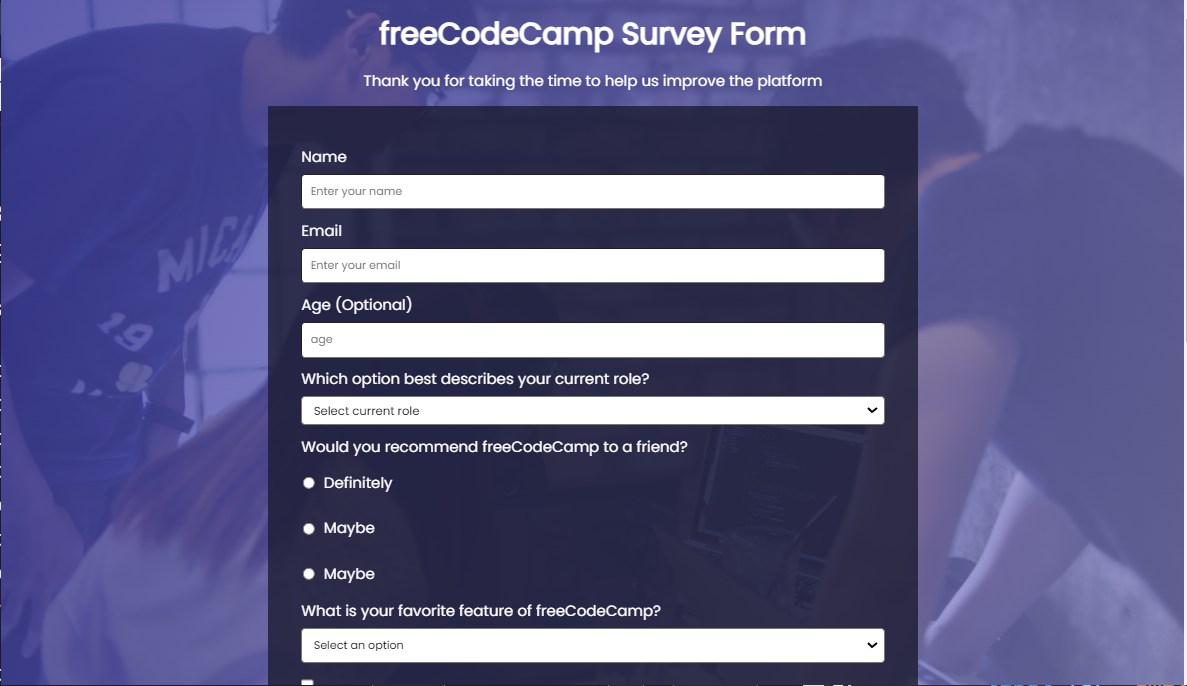 freeCodeCamp Survey Form
Thank you for taking the time to help us improve the platform
Name
Enter your name
Email
Enter your email
Age (Optional)
age
Which option best describes your current role?
Select current role
Would you recommend freeCodeCamp to a friend?
Definitely
Maybe
Maybe
What is your favorite feature of freeCodeCamp?
Select an option
MICH
19